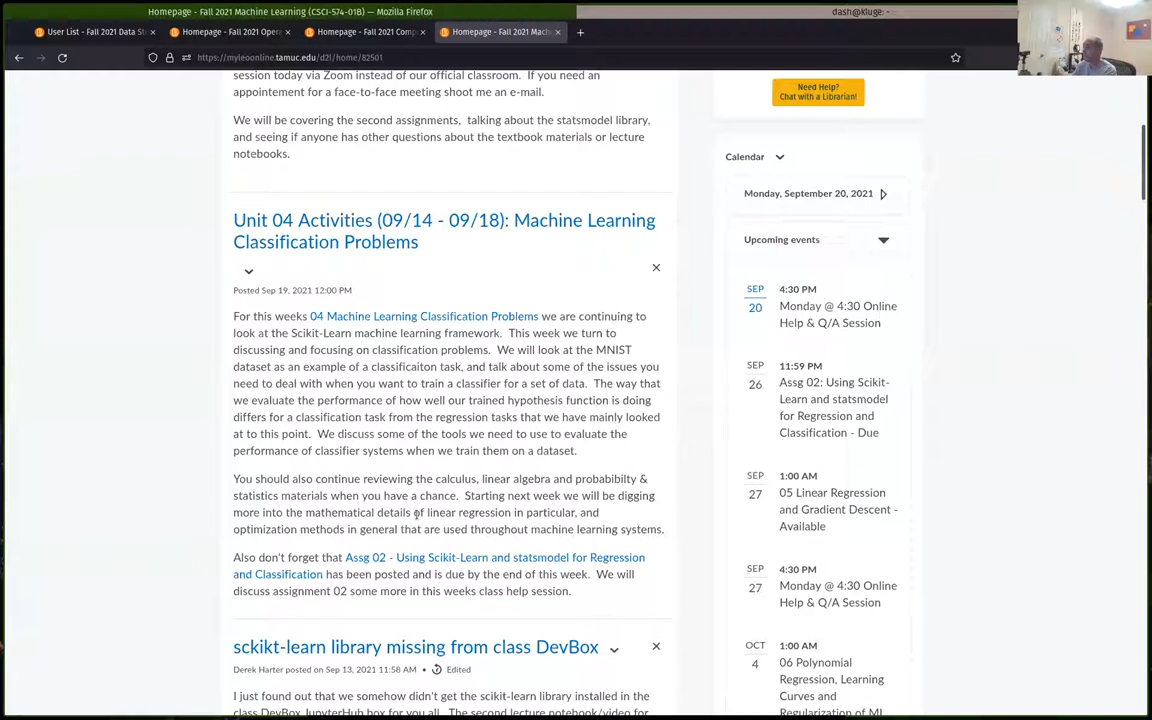 Homepage - Fall 2021 Machine Learning (CSCI-574-01B) — Mozilla Firefox
dash@kluge: ~
User List - Fall 2021 Data St
Homepage - Fall 2021 Opera
Homepage - Fall 2021 Comp
Homepage - Fall 2021 Mach
https://myleoonline.tamuc.edu/d2l/home/82501
session today via Zoom instead of our official classroom. If you need an
appointment for a face-to-face meeting shoot me an e-mail.
We will be covering the second assignments, talking about the statsmodel library,
and seeing if anyone has other questions about the textbook materials or lecture
notebooks.
Unit 04 Activities (09/14 - 09/18): Machine Learning
Classification Problems
Posted Sep 19, 2021 12:00 PM
For this weeks 04 Machine Learning Classification Problems we are continuing to
look at the Scikit-Learn machine learning framework. This week we turn to
discussing and focusing on classification problems. We will look at the MNIST
dataset as an example of a classificaiton task, and talk about some of the issues you
need to deal with when you want to train a classifier for a set of data. The way that
we evaluate the performance of how well our trained hypothesis function is doing
differs for a classification task from the regression tasks that we have mainly looked
at to this point. We discuss some of the tools we need to use to evaluate the
performance of classifier systems when we train them on a dataset.
You should also continue reviewing the calculus, linear algebra and probabibilty &
statistics materials when you have a chance. Starting next week we will be digging
more into the mathematical details of linear regression in particular, and
optimization methods in general that are used throughout machine learning systems.
Also don't forget that Assg 02 - Using Scikit-Learn and statsmodel for Regression
and Classification has been posted and is due by the end of this week. We will
discuss assignment 02 some more in this weeks class help session.
sckikt-learn library missing from class DevBox
Derek Harter posted on Sep 13, 2021 11:58 AM • Edited
I just found out that we somehow didn't get the scikit-learn library installed in the
class DevBox JupyterHub box for you all. The second lecture notebook/video for
Need Help?
Chat with a Librarian!
Calendar
Monday, September 20, 2021
Upcoming events
SEP
20
4:30 PM
Monday @ 4:30 Online
Help & Q/A Session
SEP
26
11:59 PM
Assg 02: Using Scikit-
Learn and statsmodel
for Regression and
Classification - Due
SEP
27
1:00 AM
05 Linear Regression
and Gradient Descent -
Available
SEP
27
4:30 PM
Monday @ 4:30 Online
Help & Q/A Session
OCT
4
1:00 AM
06 Polynomial
Regression, Learning
Curves and
Regularization of ML